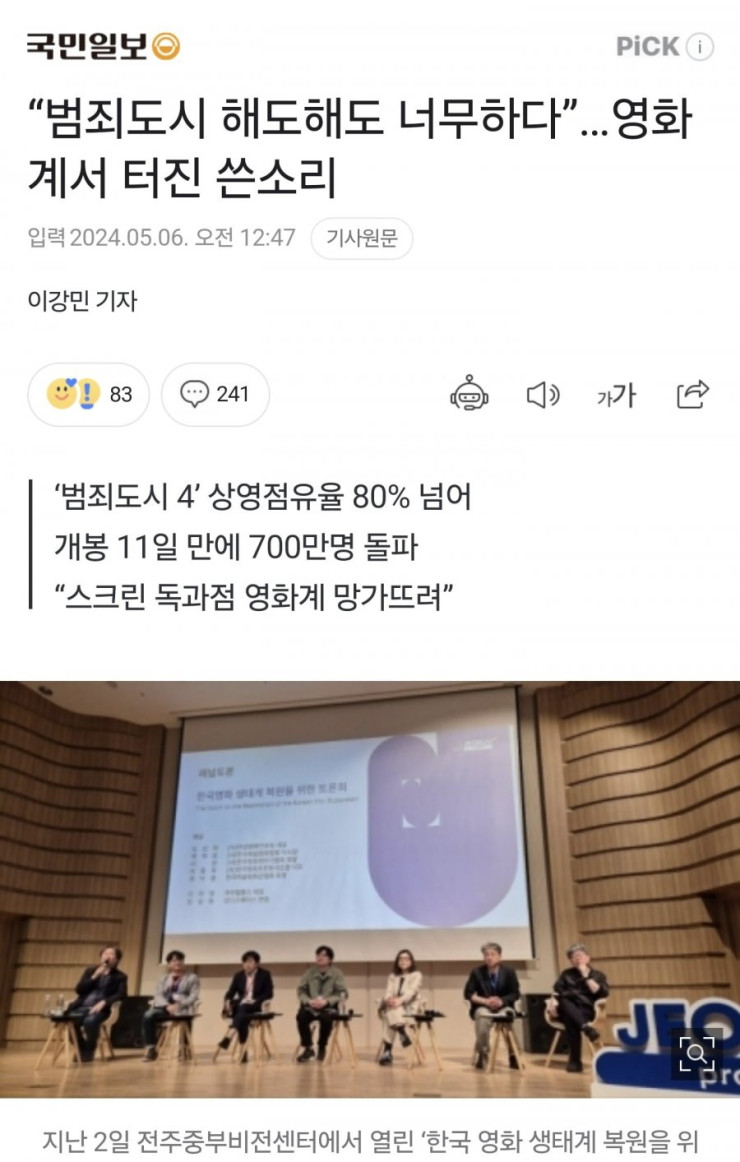 국민일보
PiCK i
“범죄도시 해도해도 너무하다”...영화
계서 터진 쓴소리
입력 2024.05.06. 오전 12:47 기사원문
이강민 기자
83 241
가가
‘범죄도시 4’ 상영점유율 80% 넘어
개봉 11일 만에 700만명 돌파
“스크린 독과점 영화계 망가뜨려”
패널토론
한국영화 생태계 복원을 위한 토론회
JEO
pro
지난 2일 전주중부비전센터에서 열린 ‘한국 영화 생태계 복원을 위